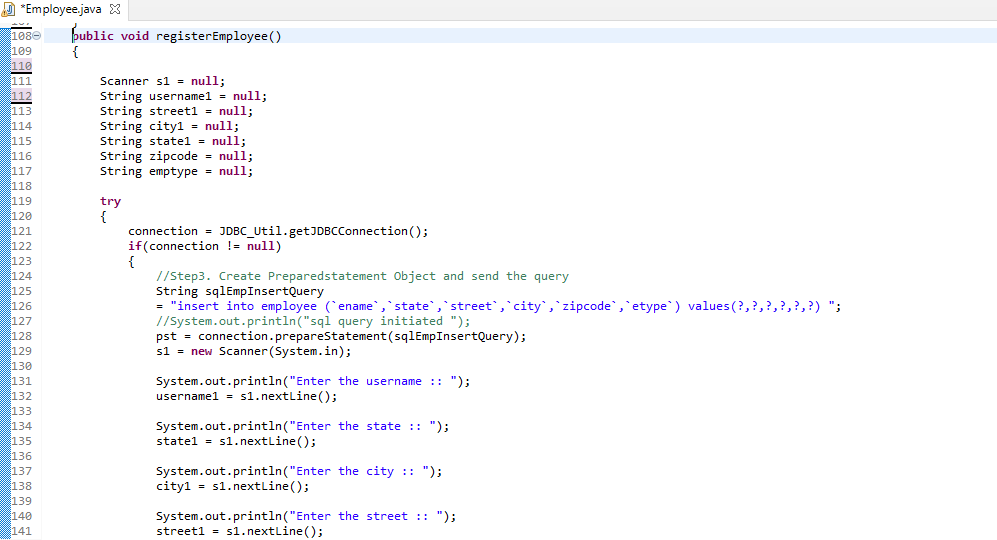 *Employee.java
108 public void registerEmployee()
109 {
110
111 Scanner s1 = null;
112 String username1 = null;
113 String street1 = null;
114 String city1 = null;
115 String state1 = null;
116 String zipcode = null;
117 String emptype = null;
118
119 try
120 {
121 connection = JDBC_Util.getJDBCConnection();
122 if(connection != null)
123 {
124 //Step3. Create Preparedstatement Object and send the query
125 String sqlEmpInsertQuery
126 = "insert into employee (`ename`,`state`,`street`,`city`,`zipcode`,`etype`) values(?,?,?,?,?,?) ";
127 //System.out.println("sql query initiated ");
128 pst = connection.prepareStatement(sqlEmpInsertQuery);
129 s1 = new Scanner(System.in);
130
131 System.out.println("Enter the username :: ");
132 username1 = s1.nextLine();
133
134 System.out.println("Enter the state :: ");
135 state1 = s1.nextLine();
136
137 System.out.println("Enter the city :: ");
138 city1 = s1.nextLine();
139
140 System.out.println("Enter the street :: ");
141 street1 = s1.nextLine();